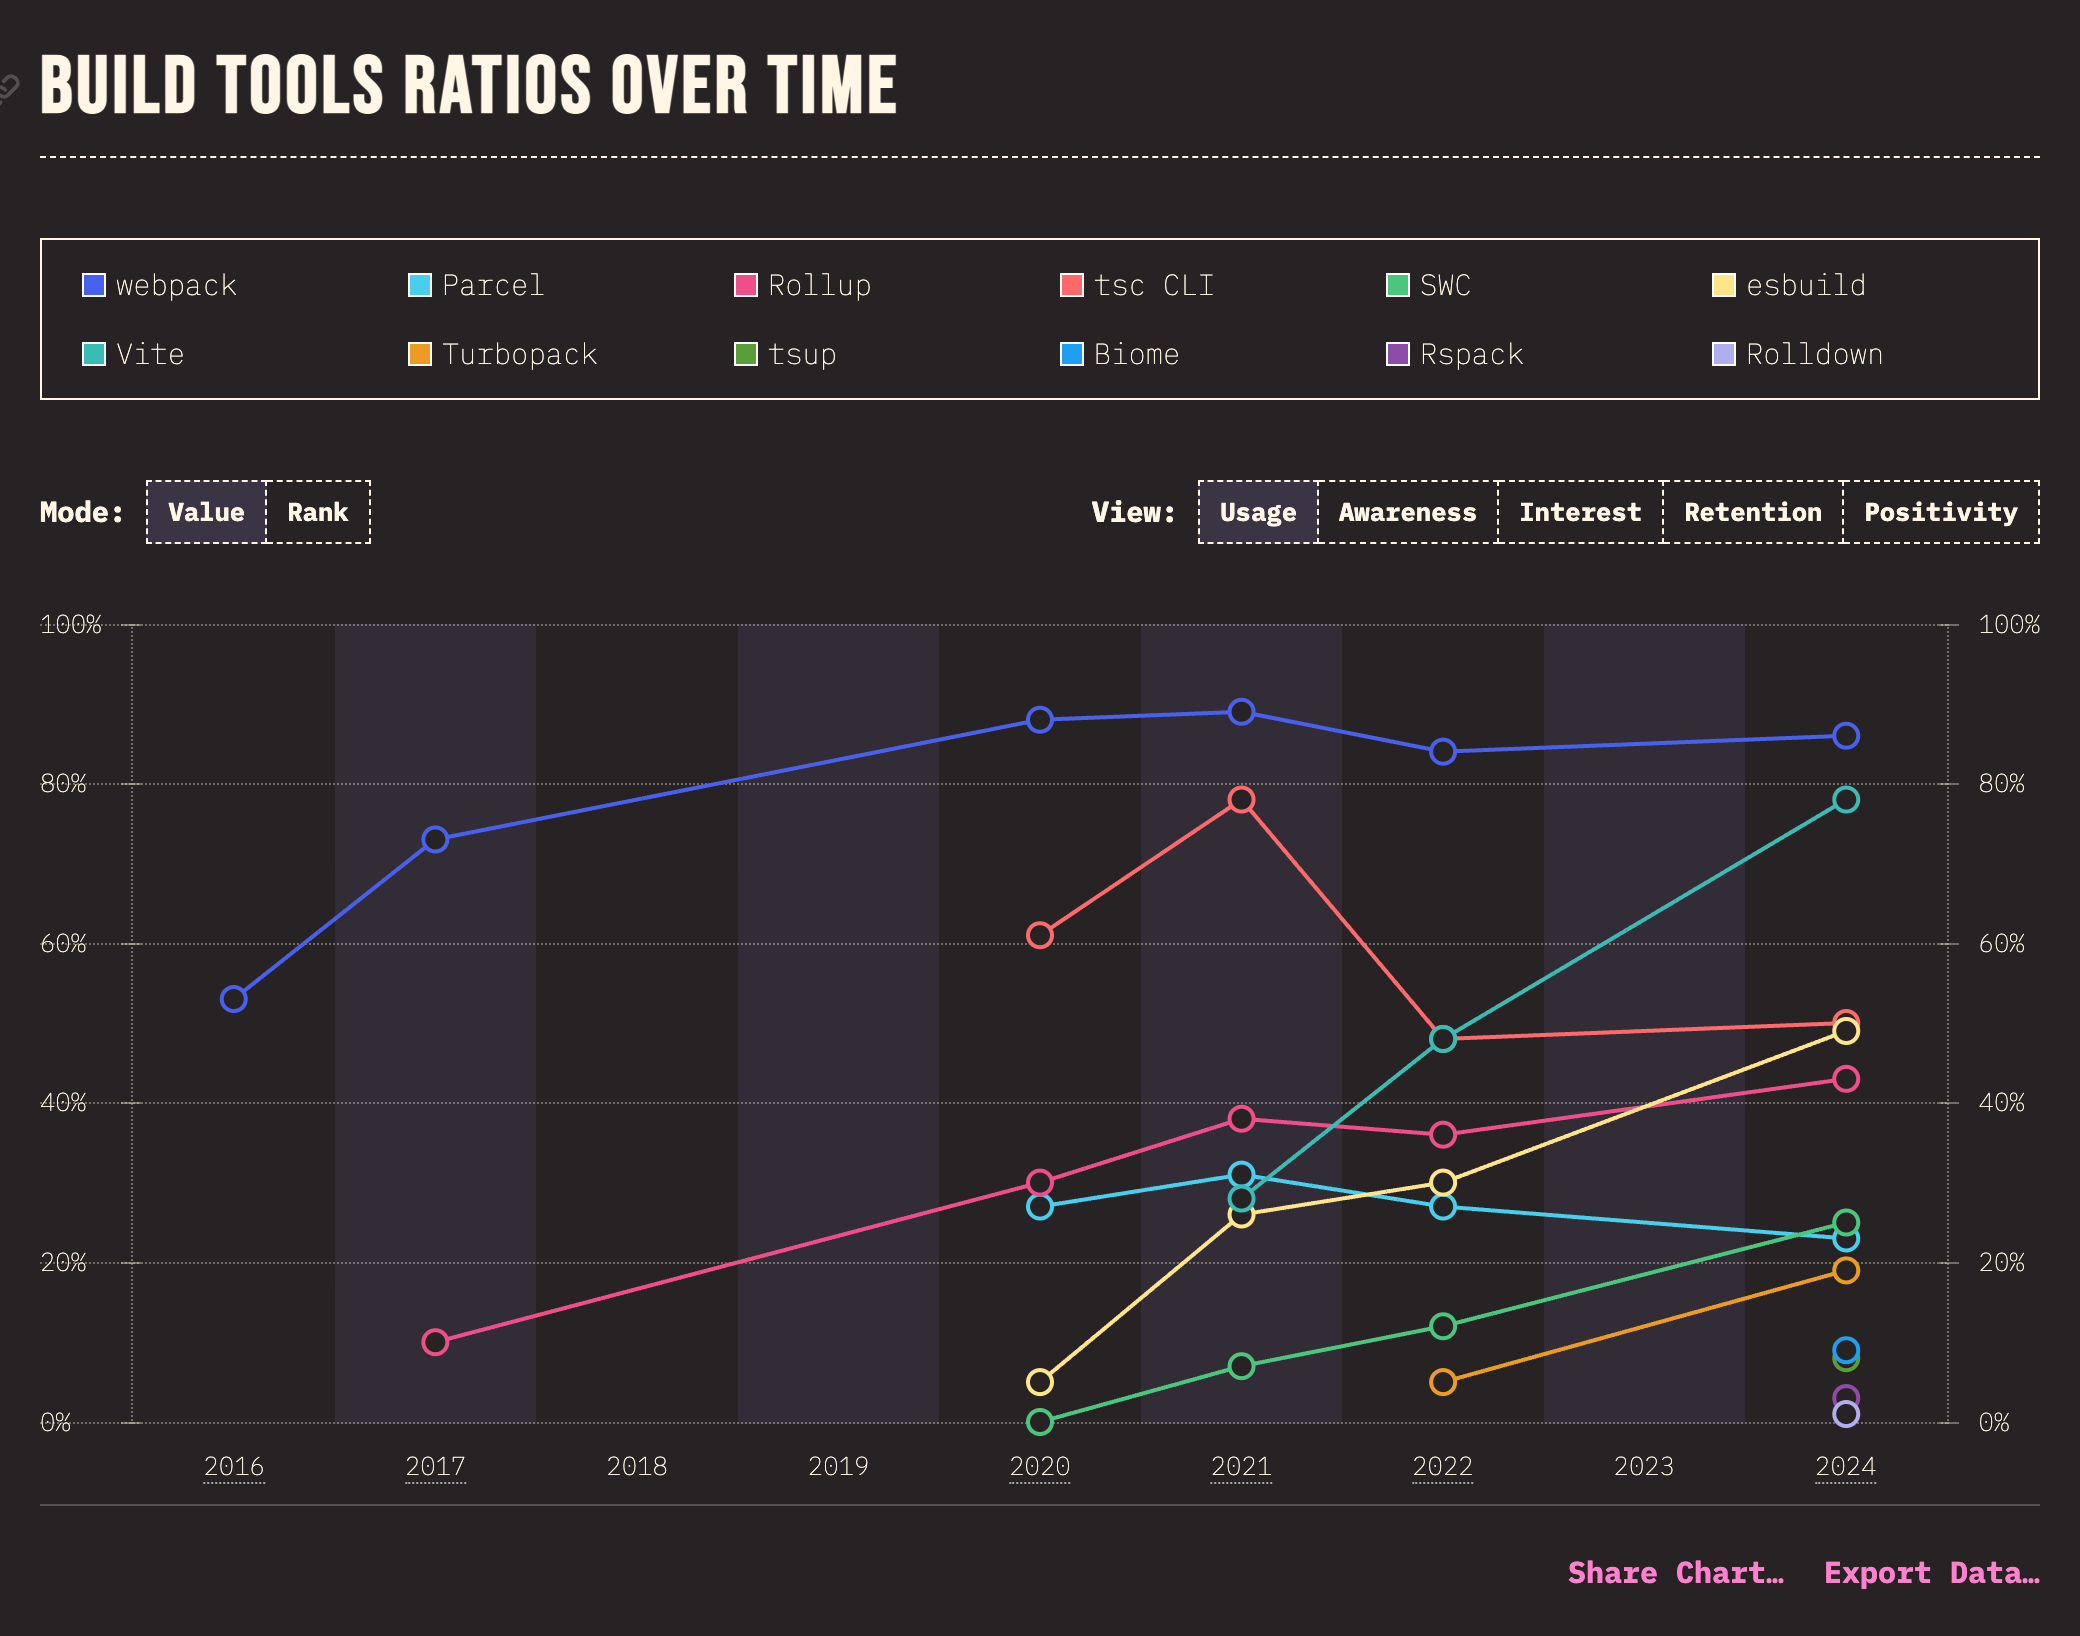 BUILD TOOLS RATIOS OVER TIME
webpack Parcel Rollup tsc CLI SWC esbuild
Vite Turbopack tsup Biome Rspack Rolldown
Mode: Value Rank View: Usage Awareness Interest Retention Positivity
100% 100%
80% 80%
60% 60%
40% 40%
20% 20%
0% 0%
2016 2017 2018 2019 2020 2021 2022 2023 2024
Share Chart… Export Data…